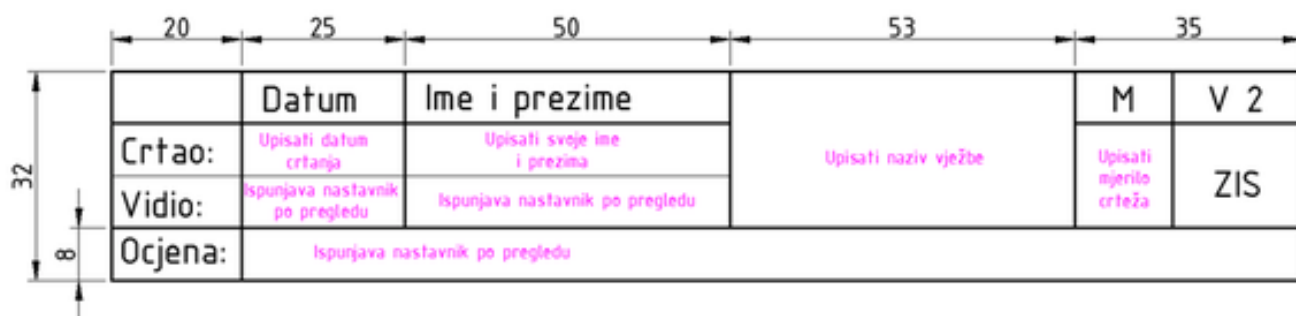 20 25 50 53 35
Datum Ime i prezime M V 2
Crtao:
Upisati datum
crtanja
Upisati svoje ime
i prezima
Upisati naziv vježbe
Upisati
mjerilo
crteža
ZIS
32
Vidio:
Ispunjava nastavnik
po pregledu
Ispunjava nastavnik po pregledu
8
Ocjena:
Ispunjava nastavnik po pregledu